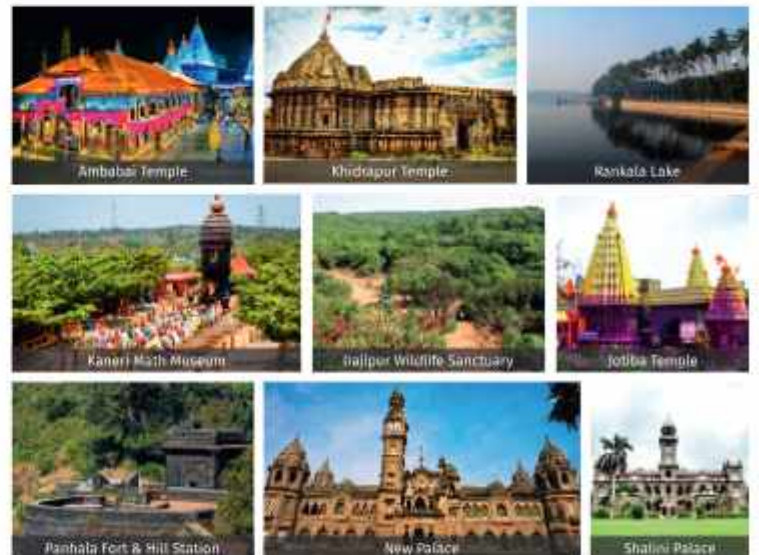 Ambabai Temple
Khidrapur Temple
Rankala Lake
Kaneri Math Museum
Dajipur Wildlife Sanctuary
Jotiba Temple
Panhala Fort & Hill Station
New Palace
Shalini Palace